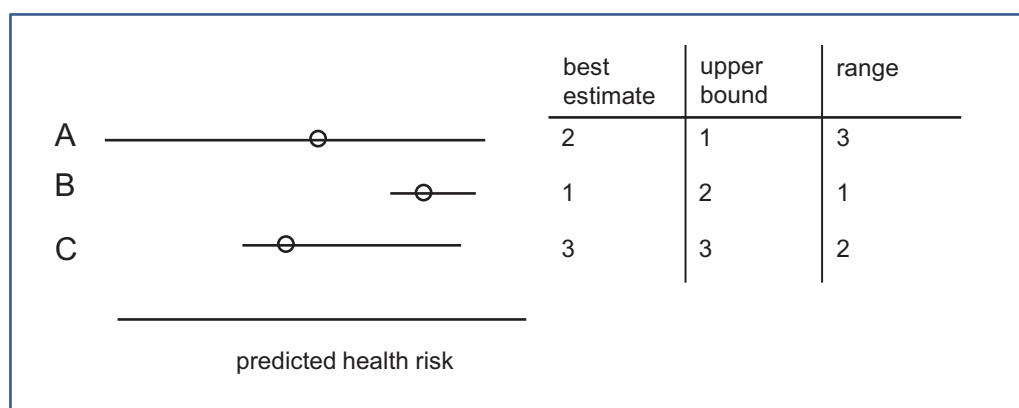 best estimate upper bound range
A 2 1 3
B 1 2 1
C 3 3 2
predicted health risk